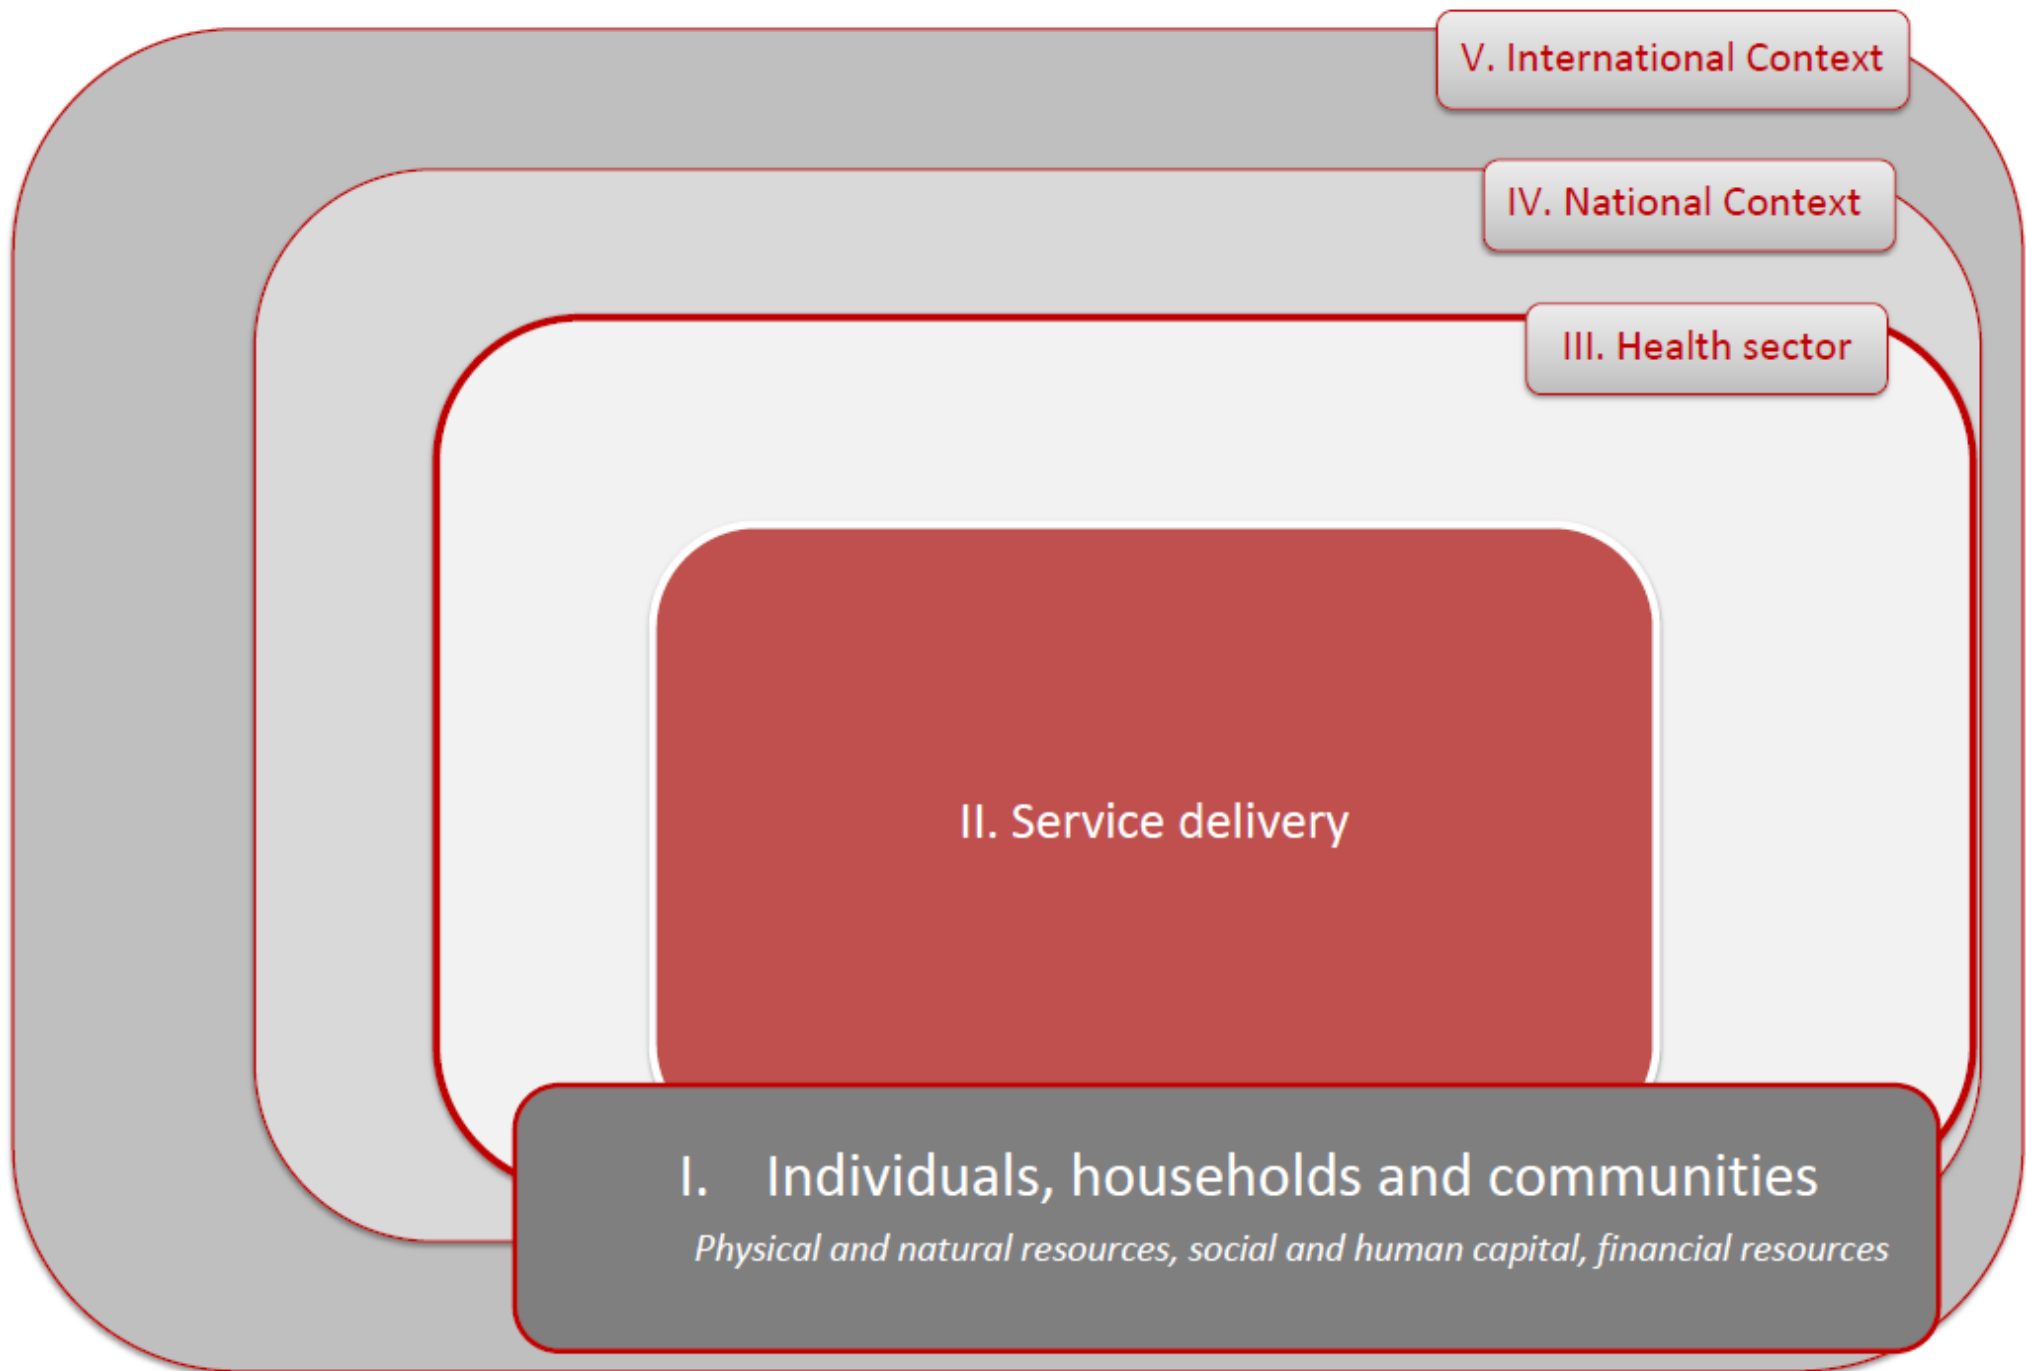 V. International Context
IV. National Context
III. Health sector
II. Service delivery
I. Individuals, households and communities
Physical and natural resources, social and human capital, financial resources